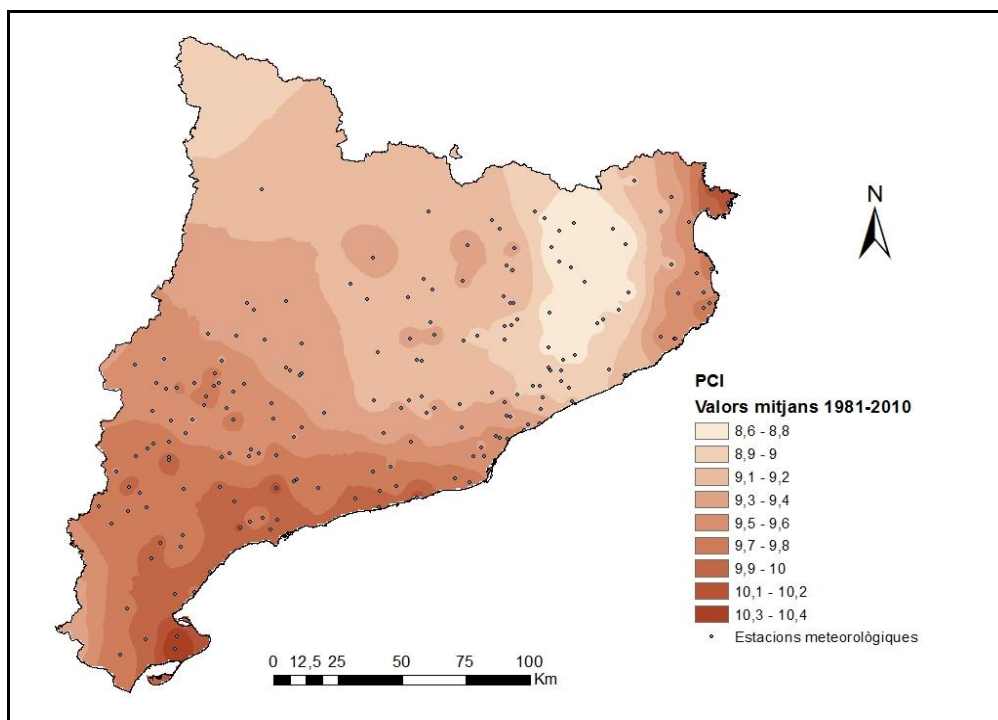 N
PCI
Valors mitjans 1981-2010
8,6 - 8,8
8,9 - 9
9,1 - 9,2
9,3 - 9,4
9,5 - 9,6
9,7 - 9,8
9,9 - 10
10,1 - 10,2
10,3 - 10,4
Estacions meteorològiques
0 12,5 25 50 75 100
Km